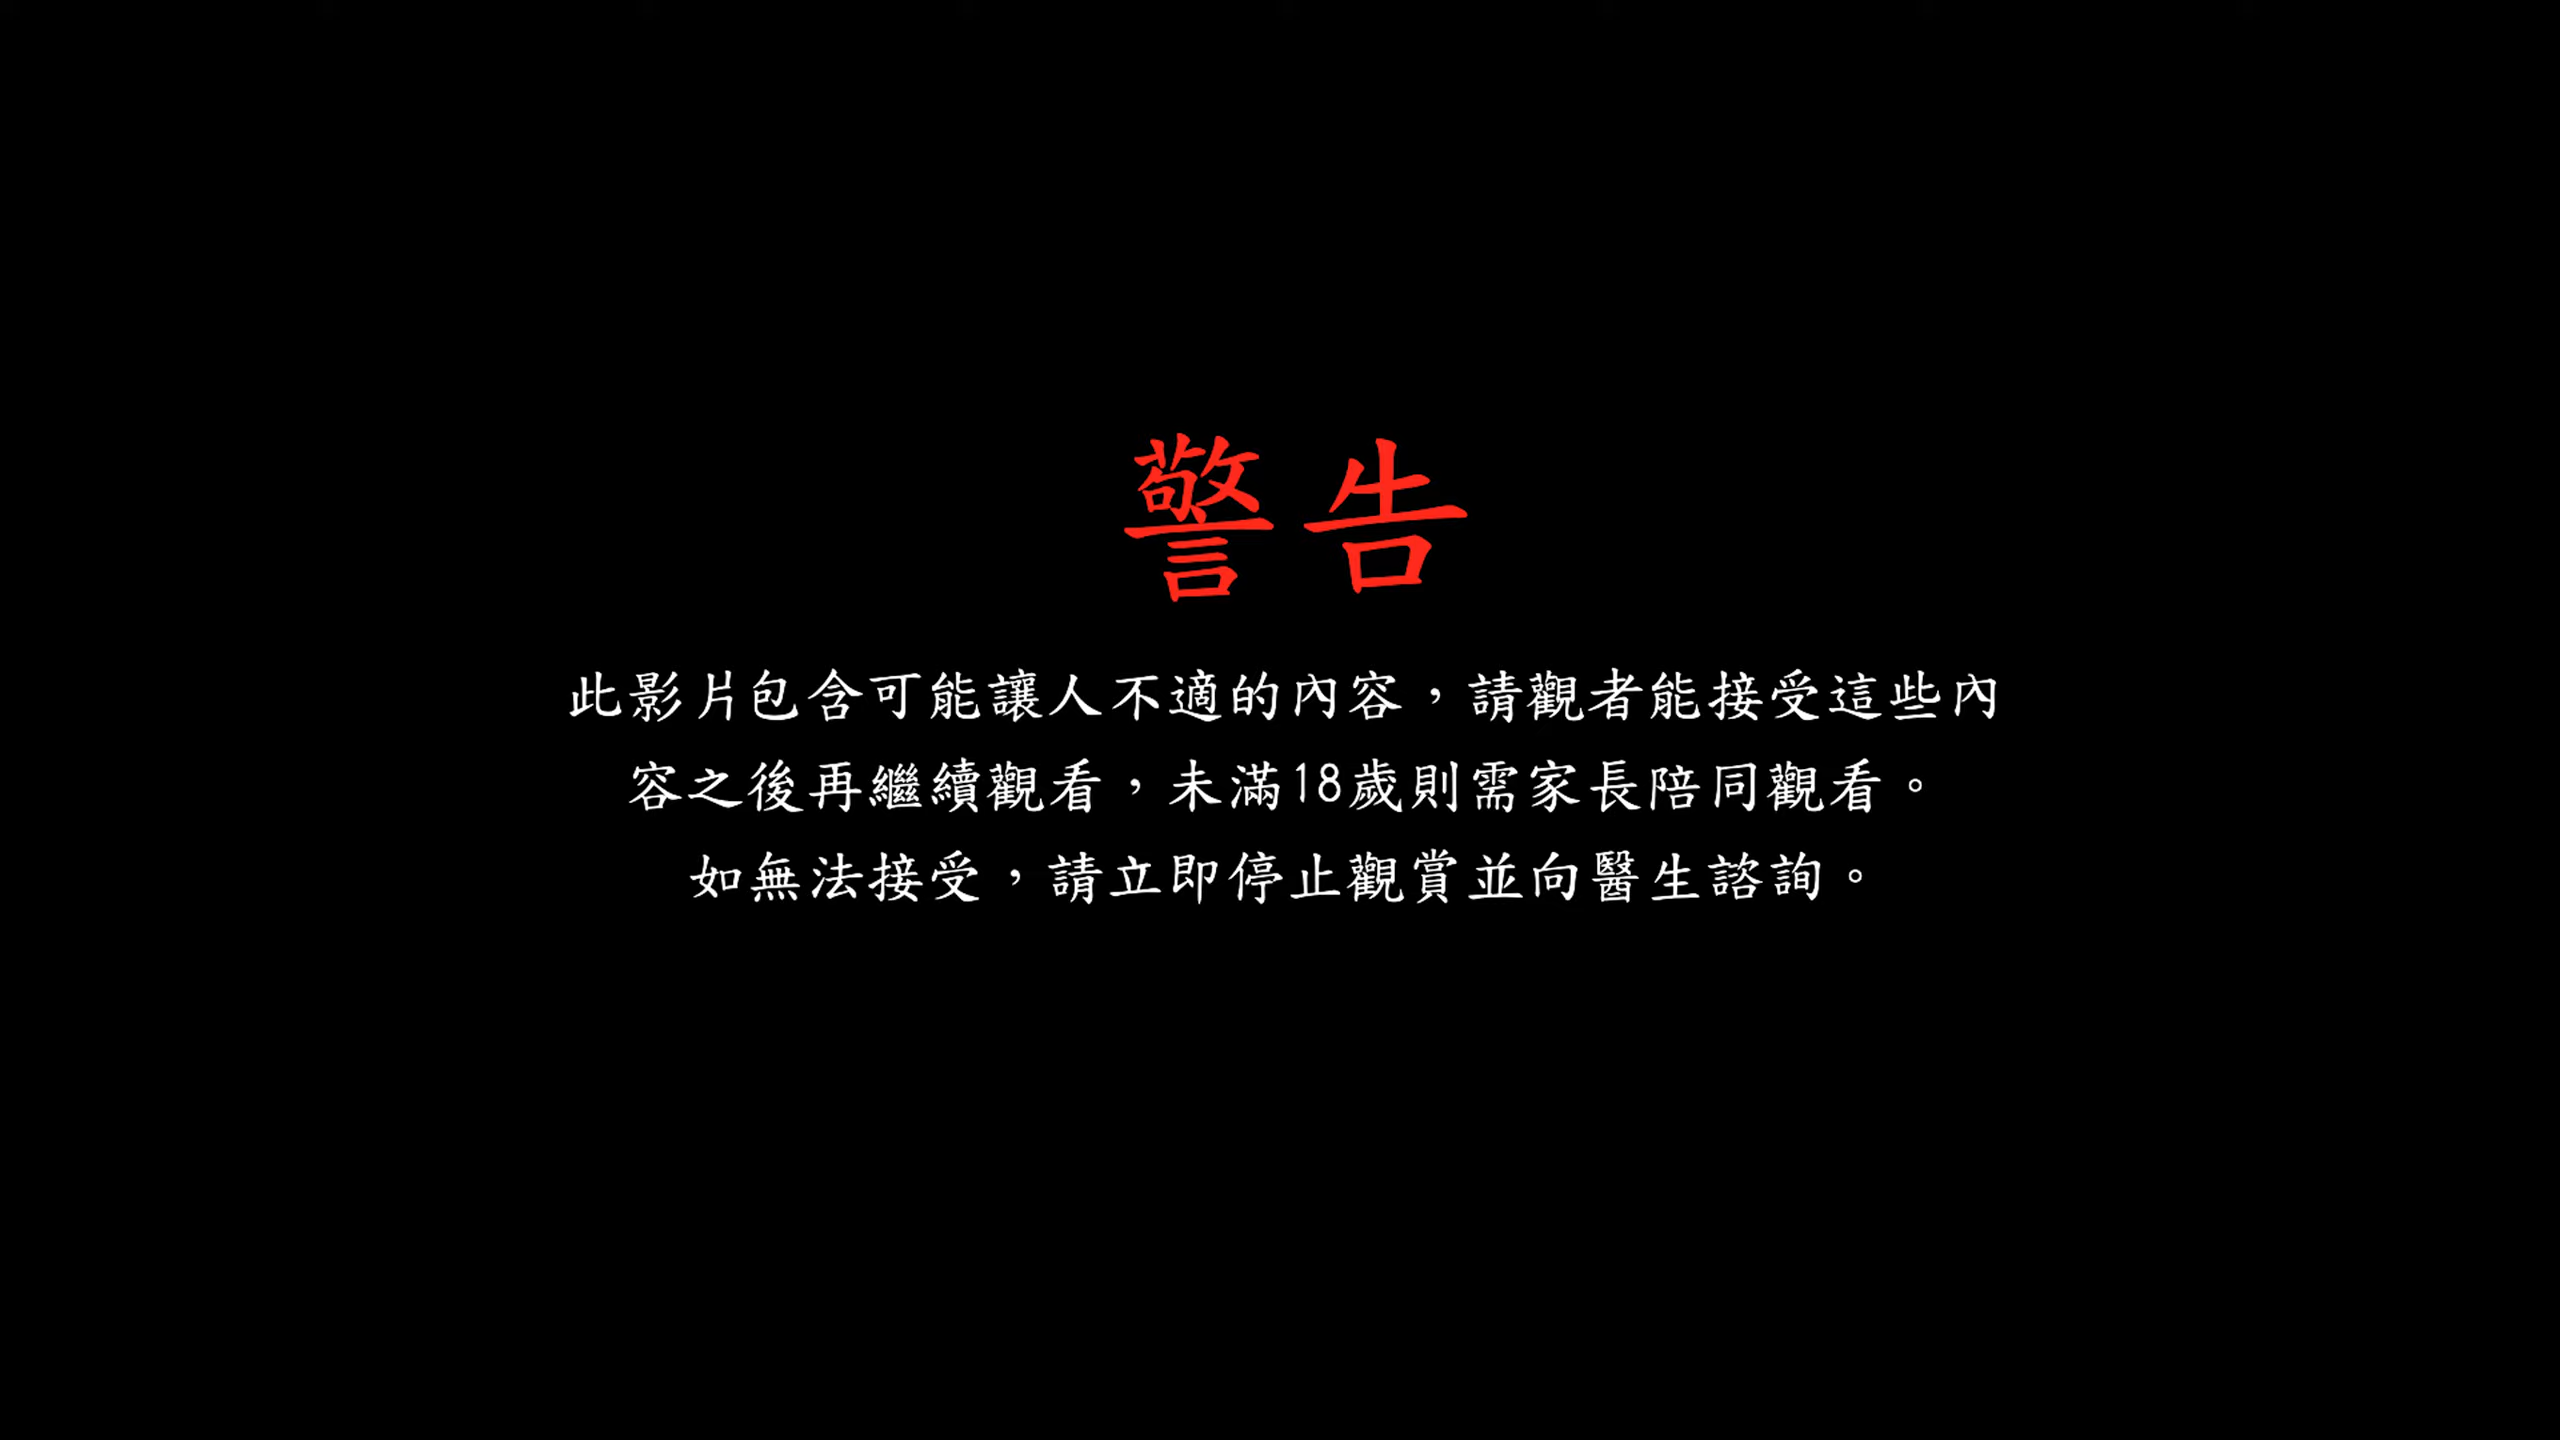 警告
此影片包含可能讓人不適的內容，請觀者能接受這些內
容之後再繼續觀看，未滿18歲則需家長陪同觀看。
如無法接受，請立即停止觀賞並向醫生諮詢。